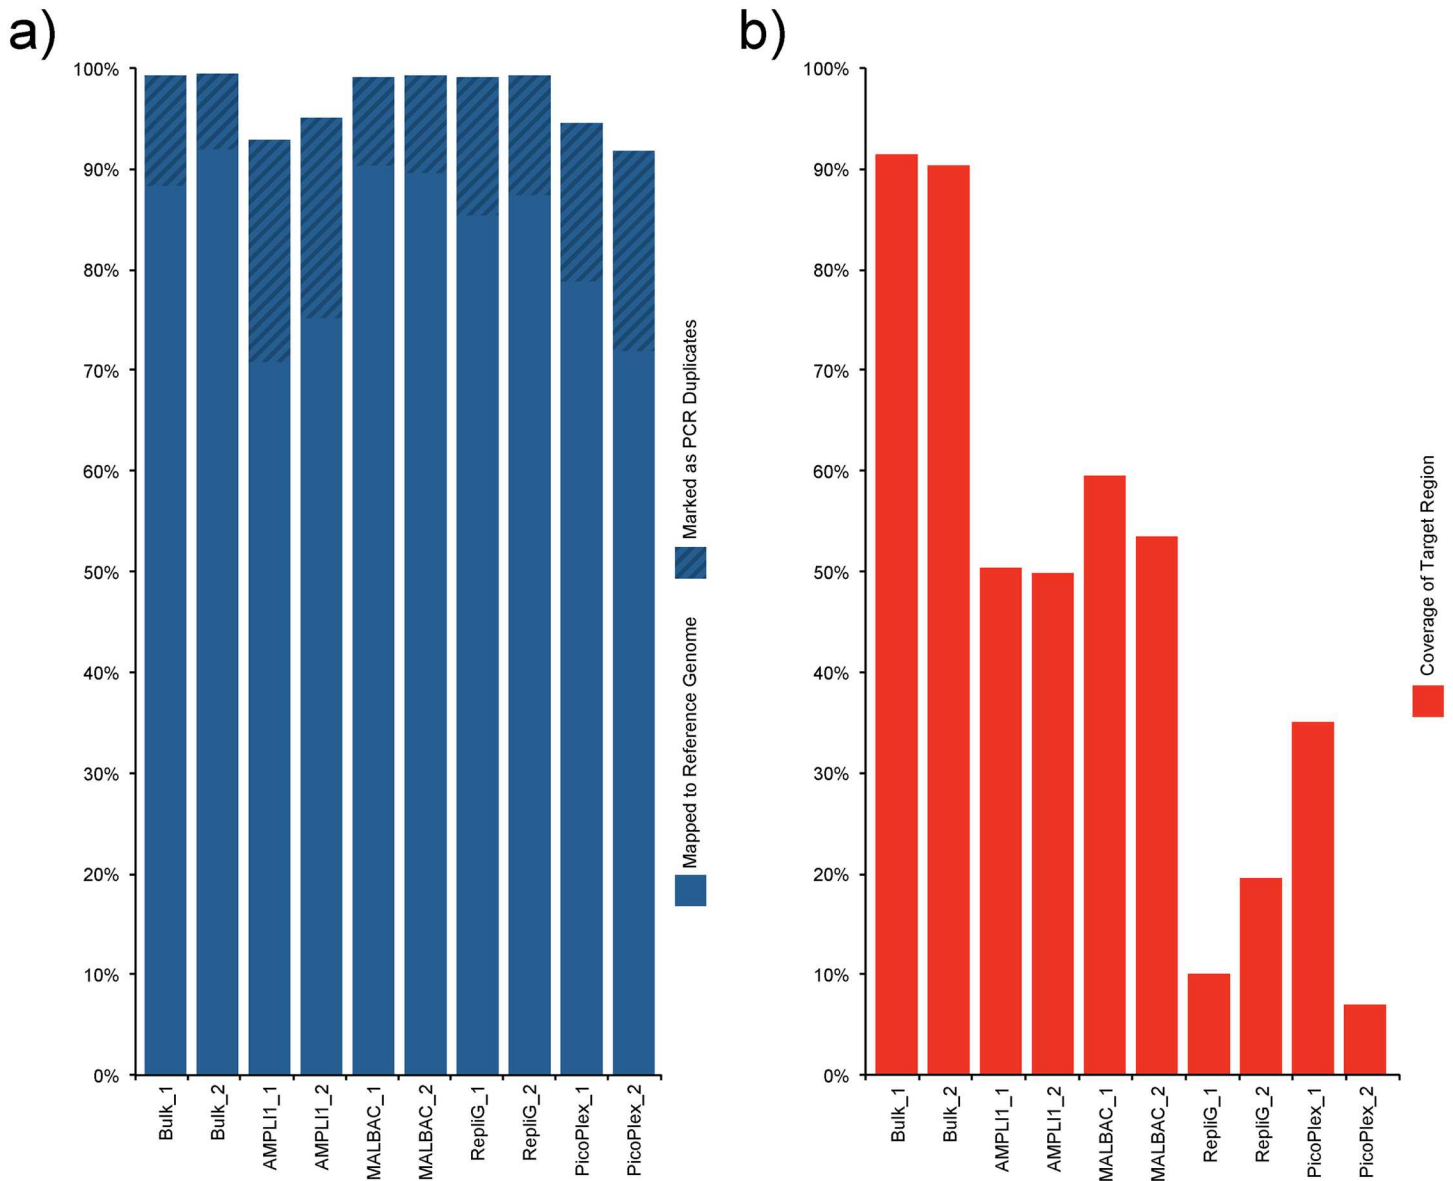 a)
100%
90%
80%
70%
60%
50%
40%
30%
20%
10%
0%
Bulk_1
Bulk_2
AMPLI1_1
AMPLI1_2
MALBAC_1
MALBAC_2
RepliG_1
RepliG_2
PicoPlex_1
PicoPlex_2
Mapped to Reference Genome
Marked as PCR Duplicates
b)
100%
90%
80%
70%
60%
50%
40%
30%
20%
10%
0%
Bulk_1
Bulk_2
AMPLI1_1
AMPLI1_2
MALBAC_1
MALBAC_2
RepliG_1
RepliG_2
PicoPlex_1
PicoPlex_2
Coverage of Target Region